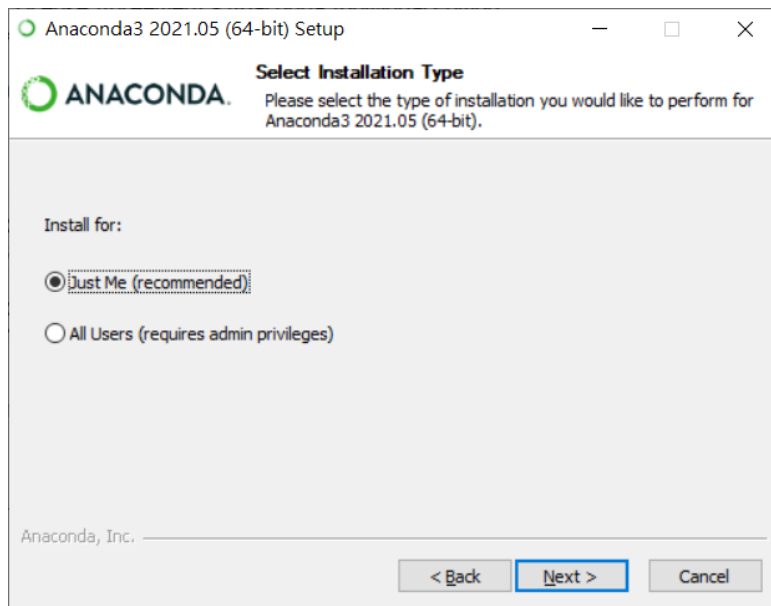 Anaconda3 2021.05 (64-bit) Setup
ANACONDA.
Select Installation Type
Please select the type of installation you would like to perform for
Anaconda3 2021.05 (64-bit).
Install for:
Just Me (recommended)
All Users (requires admin privileges)
Anaconda, Inc.
< Back
Next >
Cancel